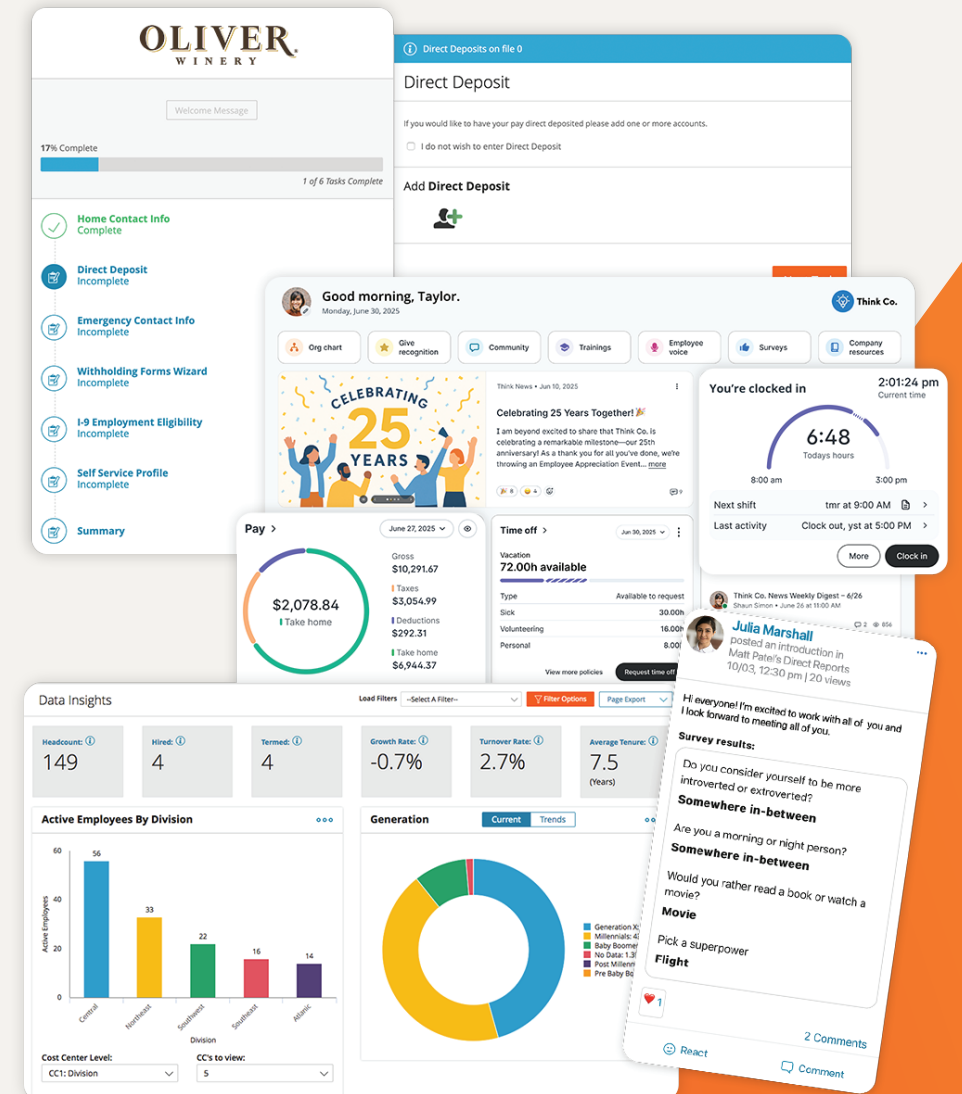 OLIVER.
WINERY
Welcome Message
17% Complete
1 of 6 Tasks Complete
Home Contact Info
Complete
Direct Deposit
Incomplete
Emergency Contact Info
Incomplete
Withholding Forms Wizard
Incomplete
I-9 Employment Eligibility
Incomplete
Self Service Profile
Incomplete
Summary
Direct Deposits on file 0
Direct Deposit
If you would like to have your pay direct deposited please add one or more accounts.
I do not wish to enter Direct Deposit
Add Direct Deposit
Good morning, Taylor.
Monday, June 30, 2025
Think Co.
Org chart
Give
recognition
Community
Trainings
Employee
voice
Surveys
Company
resources
CELEBRATING
25
YEARS
Think News • Jun 10, 2025
Celebrating 25 Years Together!
I am beyond excited to share that Think Co. is
celebrating a remarkable milestone—our 25th
anniversary! As a thank you for all you've done, we're
throwing an Employee Appreciation Event... more
8
4
9
You're clocked in
2:01:24 pm
Current time
6:48
Todays hours
8:00 am
3:00 pm
Next shift
tmr at 9:00 AM
Last activity
Clock out, yst at 5:00 PM
More
Clock in
Pay
June 27, 2025
$2,078.84
Take home
Gross
$10,291.67
Taxes
$3,054.99
Deductions
$292.31
Take home
$6,944.37
Time off
Jun 30, 2025
Vacation
72.00h available
Type
Available to request
Sick
30.00h
Volunteering
16.00h
Personal
8.00
View more policies
Request time off
Think Co. News Weekly Digest – 6/26
Shaun Simon • June 26 at 11:00 AM
2
856
Julia Marshall
posted an introduction in
Matt Patel's Direct Reports
10/03, 12:30 pm | 20 views
Hi everyone! I'm excited to work with all of you and
I look forward to meeting all of you.
Survey results:
Do you consider yourself to be more
introverted or extroverted?
Somewhere in-between
Are you a morning or night person?
Somewhere in-between
Would you rather read a book or watch a
movie?
Movie
Pick a superpower
Flight
1
2 Comments
React
Comment
Data Insights
Load Filters
--Select A Filter--
Filter Options
Page Export
Headcount:
149
Hired:
4
Termed:
4
Growth Rate:
-0.7%
Turnover Rate:
2.7%
Average Tenure:
7.5
(Years)
Active Employees By Division
Active Employees
60
40
20
0
56
33
22
16
14
Central
Northeast
Southwest
Southeast
Atlanic
Division
Cost Center Level:
CC1: Division
CC's to view:
5
Generation
Current
Trends
Generation X:
Millennials:
Baby
No Data: 1.3
Post
Pre Baby